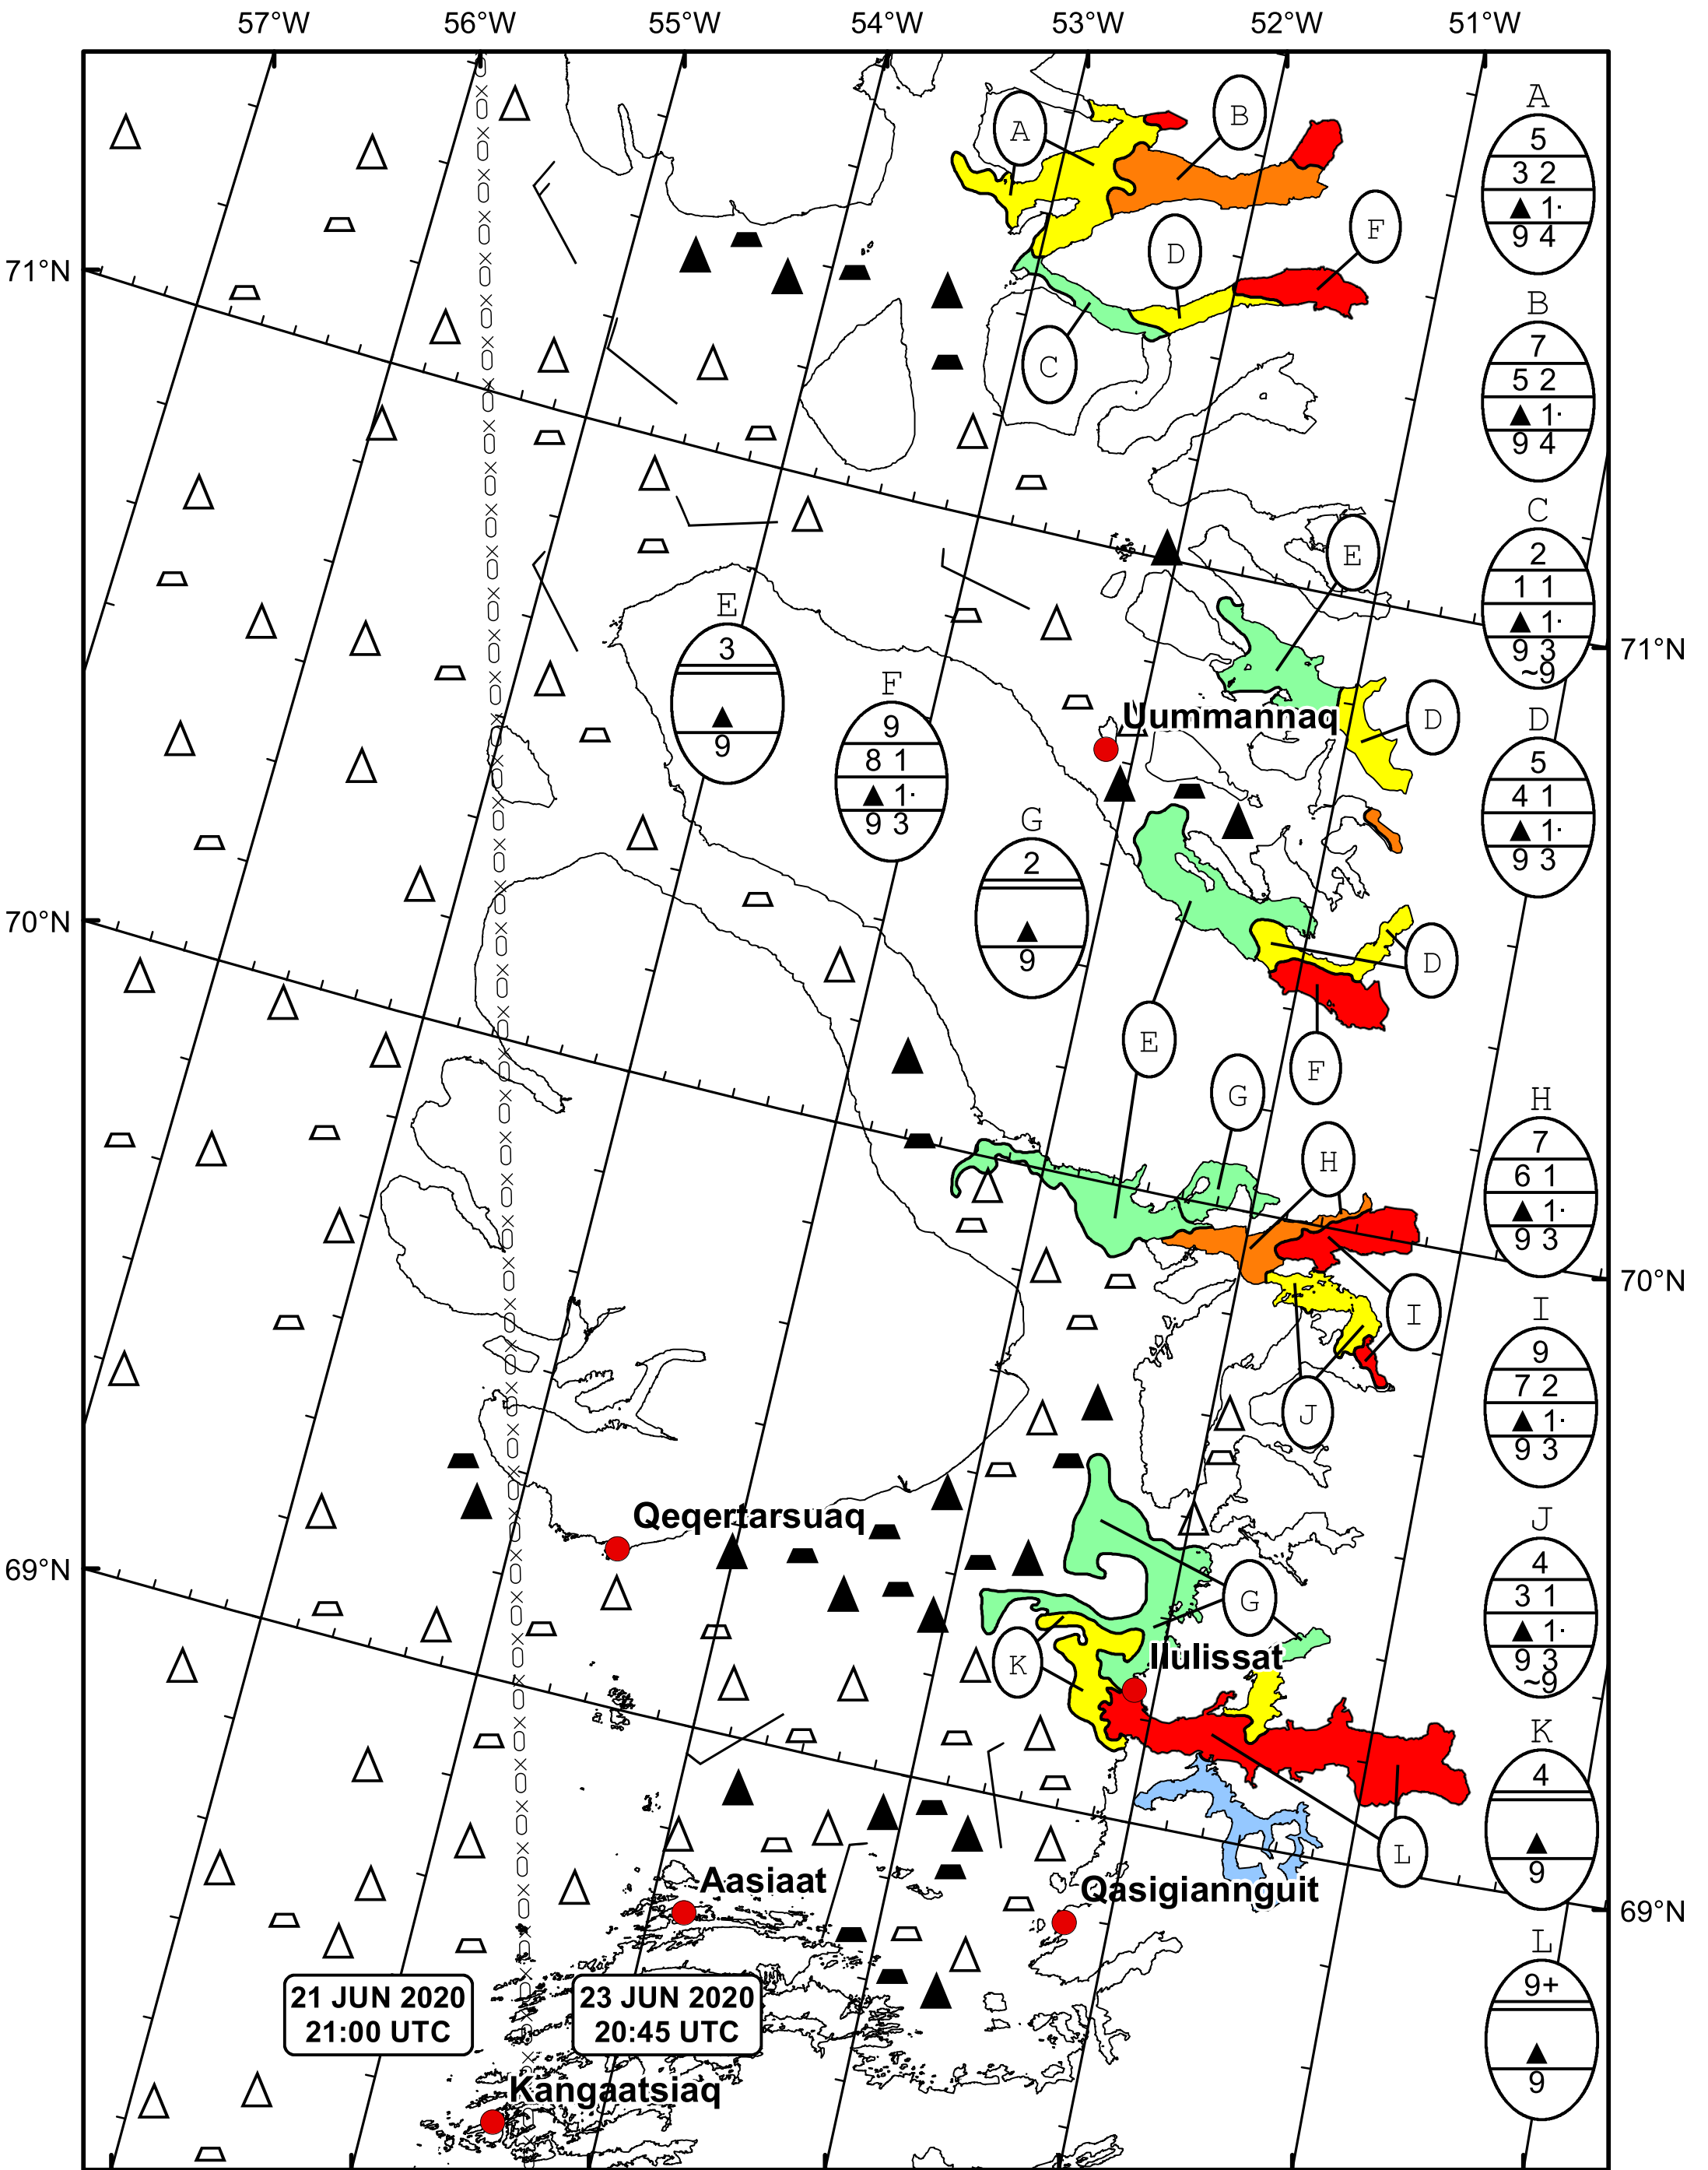 57°W 56°W 55°W 54°W 53°W 52°W 51°W
A
5
3 2
▲ 1·
9 4
A
B
71°N
F
D
C
B
7
5 2
▲ 1·
9 4
C
2
1 1
▲ 1·
9 3
~9
E
71°N
E
3
▲
9
F
9
8 1
▲ 1·
9 3
Uummannaq
D
D
5
4 1
▲ 1·
9 3
G
2
▲
9
70°N
D
E
F
G
H
H
7
6 1
▲ 1·
9 3
70°N
I
J
I
9
7 2
▲ 1·
9 3
Qeqertarsuaq
69°N
G
K
Ilulissat
J
4
3 1
▲ 1·
9 3
~9
K
4
▲
9
L
Aasiaat
Qasigiannguit
69°N
L
9+
▲
9
21 JUN 2020
21:00 UTC
23 JUN 2020
20:45 UTC
Kangaatsiaq